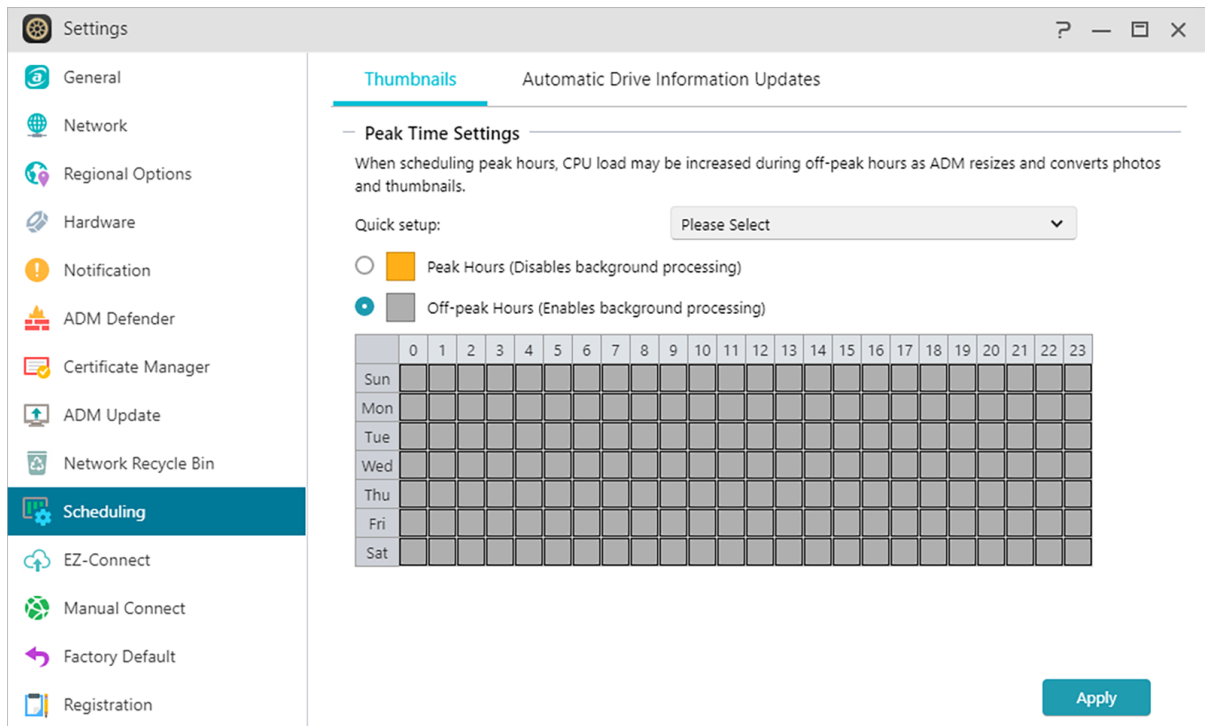 Settings
General
Network
Regional Options
Hardware
Notification
ADM Defender
Certificate Manager
ADM Update
Network Recycle Bin
Scheduling
EZ-Connect
Manual Connect
Factory Default
Registration
Thumbnails Automatic Drive Information Updates
Peak Time Settings
When scheduling peak hours, CPU load may be increased during off-peak hours as ADM resizes and converts photos
and thumbnails.
Quick setup: Please Select
Peak Hours (Disables background processing)
Off-peak Hours (Enables background processing)
0 1 2 3 4 5 6 7 8 9 10 11 12 13 14 15 16 17 18 19 20 21 22 23
Sun
Mon
Tue
Wed
Thu
Fri
Sat
Apply